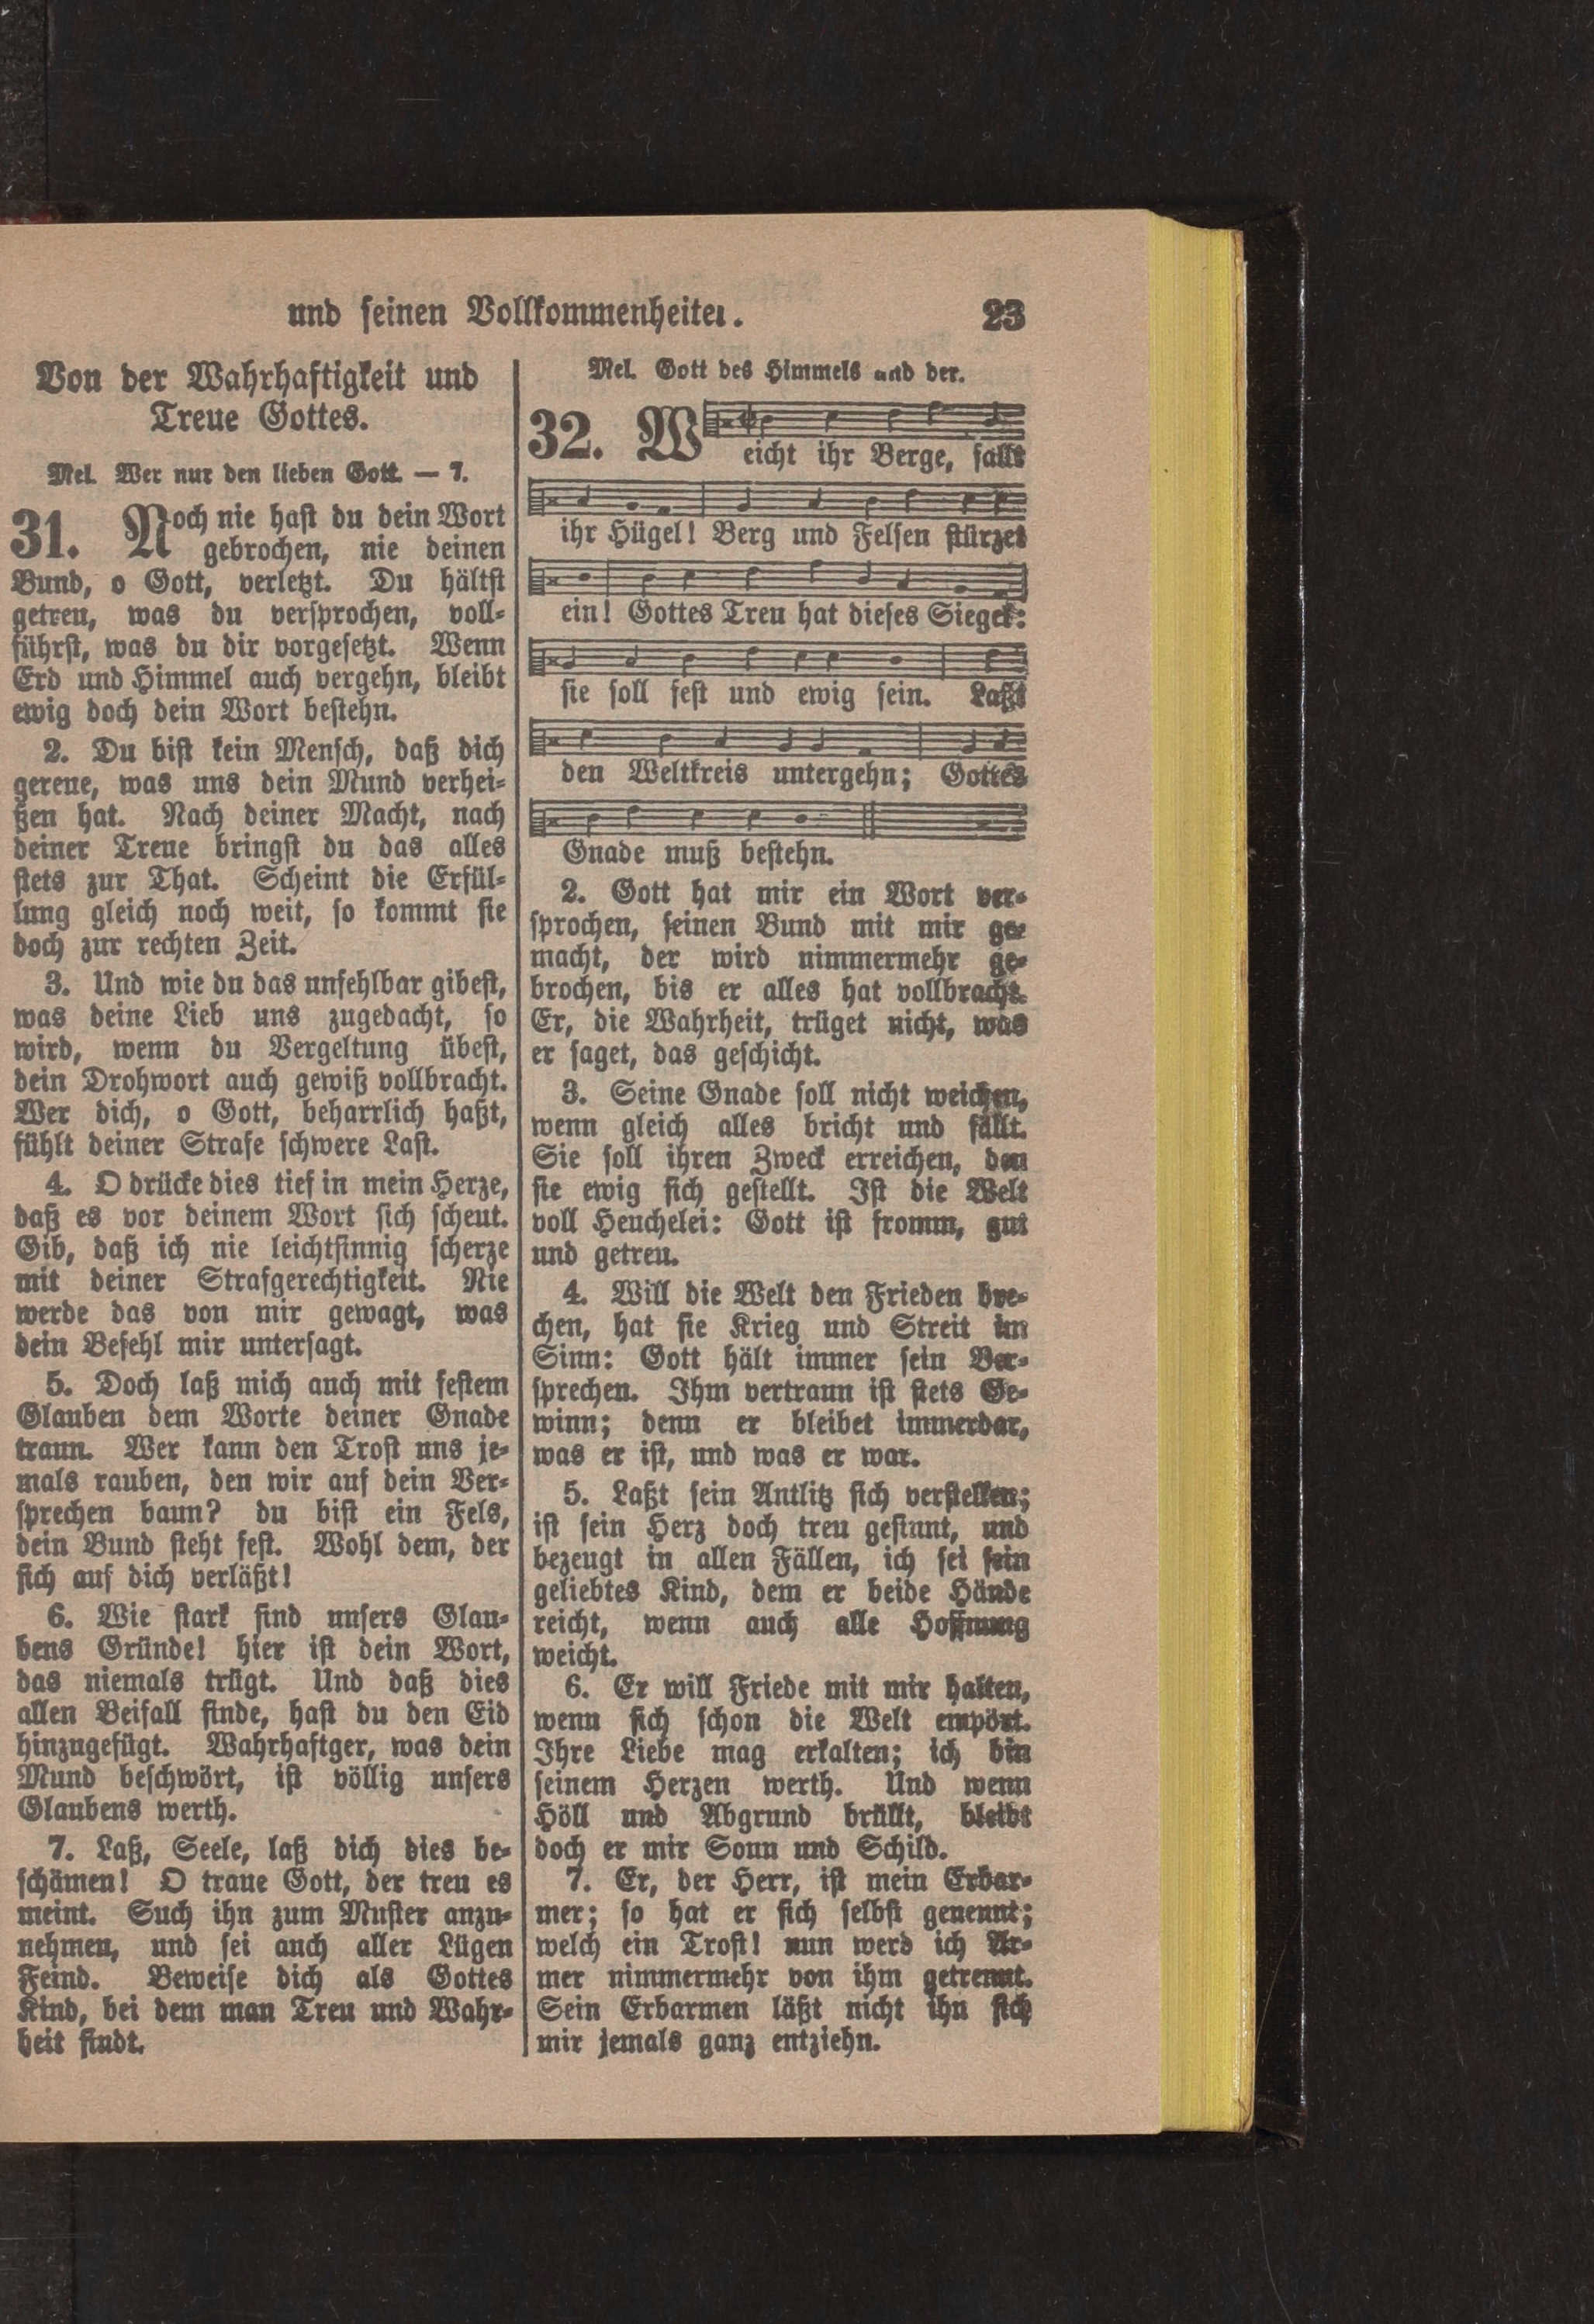 und seinen Vollkommenheiten. 23
Von der Wahrhaftigkeit und
Treue Gottes.
Mel. Wer nur den lieben Gott. — 7.
31. Noch nie hast du dein Wort
gebrochen, nie deinen
Bund, o Gott, verletzt. Du hältst
getreu, was du versprochen, voll-
führst, was du dir vorgesetzt. Wenn
Erd und Himmel auch vergehn, bleibt
ewig doch dein Wort bestehn.
2. Du bist kein Mensch, daß dich
gereue, was uns dein Mund verhei-
ßen hat. Nach deiner Macht, nach
deiner Treue bringst du das alles
stets zur That. Scheint die Erfül-
lung gleich noch weit, so kommt sie
doch zur rechten Zeit.
3. Und wie du das unfehlbar gibest,
was deine Lieb uns zugedacht, so
wird, wenn du Vergeltung übest,
dein Drohwort auch gewiß vollbracht.
Wer dich, o Gott, beharrlich haßt,
fühlt deiner Strafe schwere Last.
4. O drücke dies tief in mein Herze,
daß es vor deinem Wort sich scheut.
Gib, daß ich nie leichtsinnig scherze
mit deiner Strafgerechtigkeit. Nie
werde das von mir gewagt, was
dein Befehl mir untersagt.
5. Doch laß mich auch mit festem
Glauben dem Worte deiner Gnade
traun. Wer kann den Trost uns je-
mals rauben, den wir auf dein Ver-
sprechen baun? du bist ein Fels,
dein Bund steht fest. Wohl dem, der
sich auf dich verläßt!
6. Wie stark sind unsers Glau-
bens Gründe! hier ist dein Wort,
das niemals trügt. Und daß dies
allen Beifall finde, hast du den Eid
hinzugefügt. Wahrhaftger, was dein
Mund beschwört, ist völlig unsers
Glaubens werth.
7. Laß, Seele, laß dich dies be-
schämen! O traue Gott, der treu es
meint. Such ihn zum Muster anzu-
nehmen, und sei auch aller Lügen
Feind. Beweise dich als Gottes
Kind, bei dem man Treu und Wahr-
heit findt.
Mel. Gott des Himmels und der.
32. Weicht ihr Berge, fallt
ihr Hügel! Berg und Felsen stürzet
ein! Gottes Treu hat dieses Siegel:
sie soll fest und ewig sein. Laßt
den Weltkreis untergehn; Gottes
Gnade muß bestehn.
2. Gott hat mir ein Wort ver-
sprochen, seinen Bund mit mir ge-
macht, der wird nimmermehr ge-
brochen, bis er alles hat vollbracht.
Er, die Wahrheit, trüget nicht, was
er saget, das geschicht.
3. Seine Gnade soll nicht weichen,
wenn gleich alles bricht und fällt.
Sie soll ihren Zweck erreichen, den
sie ewig sich gestellt. Ist die Welt
voll Heuchelei: Gott ist fromm, gut
und getreu.
4. Will die Welt den Frieden bre-
chen, hat sie Krieg und Streit im
Sinn: Gott hält immer sein Ver-
sprechen. Ihm vertraun ist stets Ge-
winn; denn er bleibet immerdar,
was er ist, und was er war.
5. Laßt sein Antlitz sich verstellen;
ist sein Herz doch treu gesinnt, und
bezeugt in allen Fällen, ich sei sein
geliebtes Kind, dem er beide Hände
reicht, wenn auch alle Hoffnung
weicht.
6. Er will Friede mit mir halten,
wenn sich schon die Welt empört.
Ihre Liebe mag erkalten; ich bin
seinem Herzen werth. Und wenn
Höll und Abgrund brüllt, bleibt
doch er mir Sonn und Schild.
7. Er, der Herr, ist mein Erbar-
mer; so hat er sich selbst genennt;
welch ein Trost! nun werd ich Ar-
mer nimmermehr von ihm getrennt.
Sein Erbarmen läßt nicht ihn sich
mir jemals ganz entziehn.